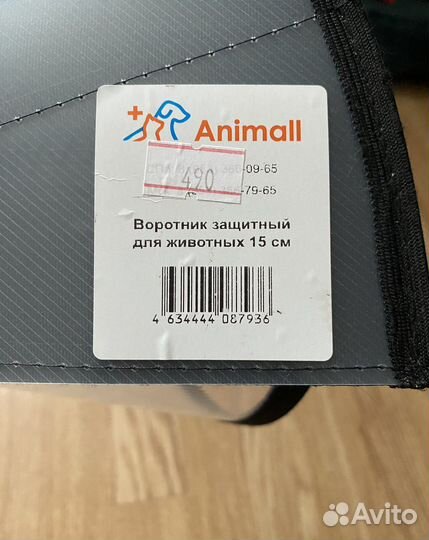 Animall
490
-09-65
-79-65
Воротник защитный
для животных 15 см
4 634444 087936
Avito